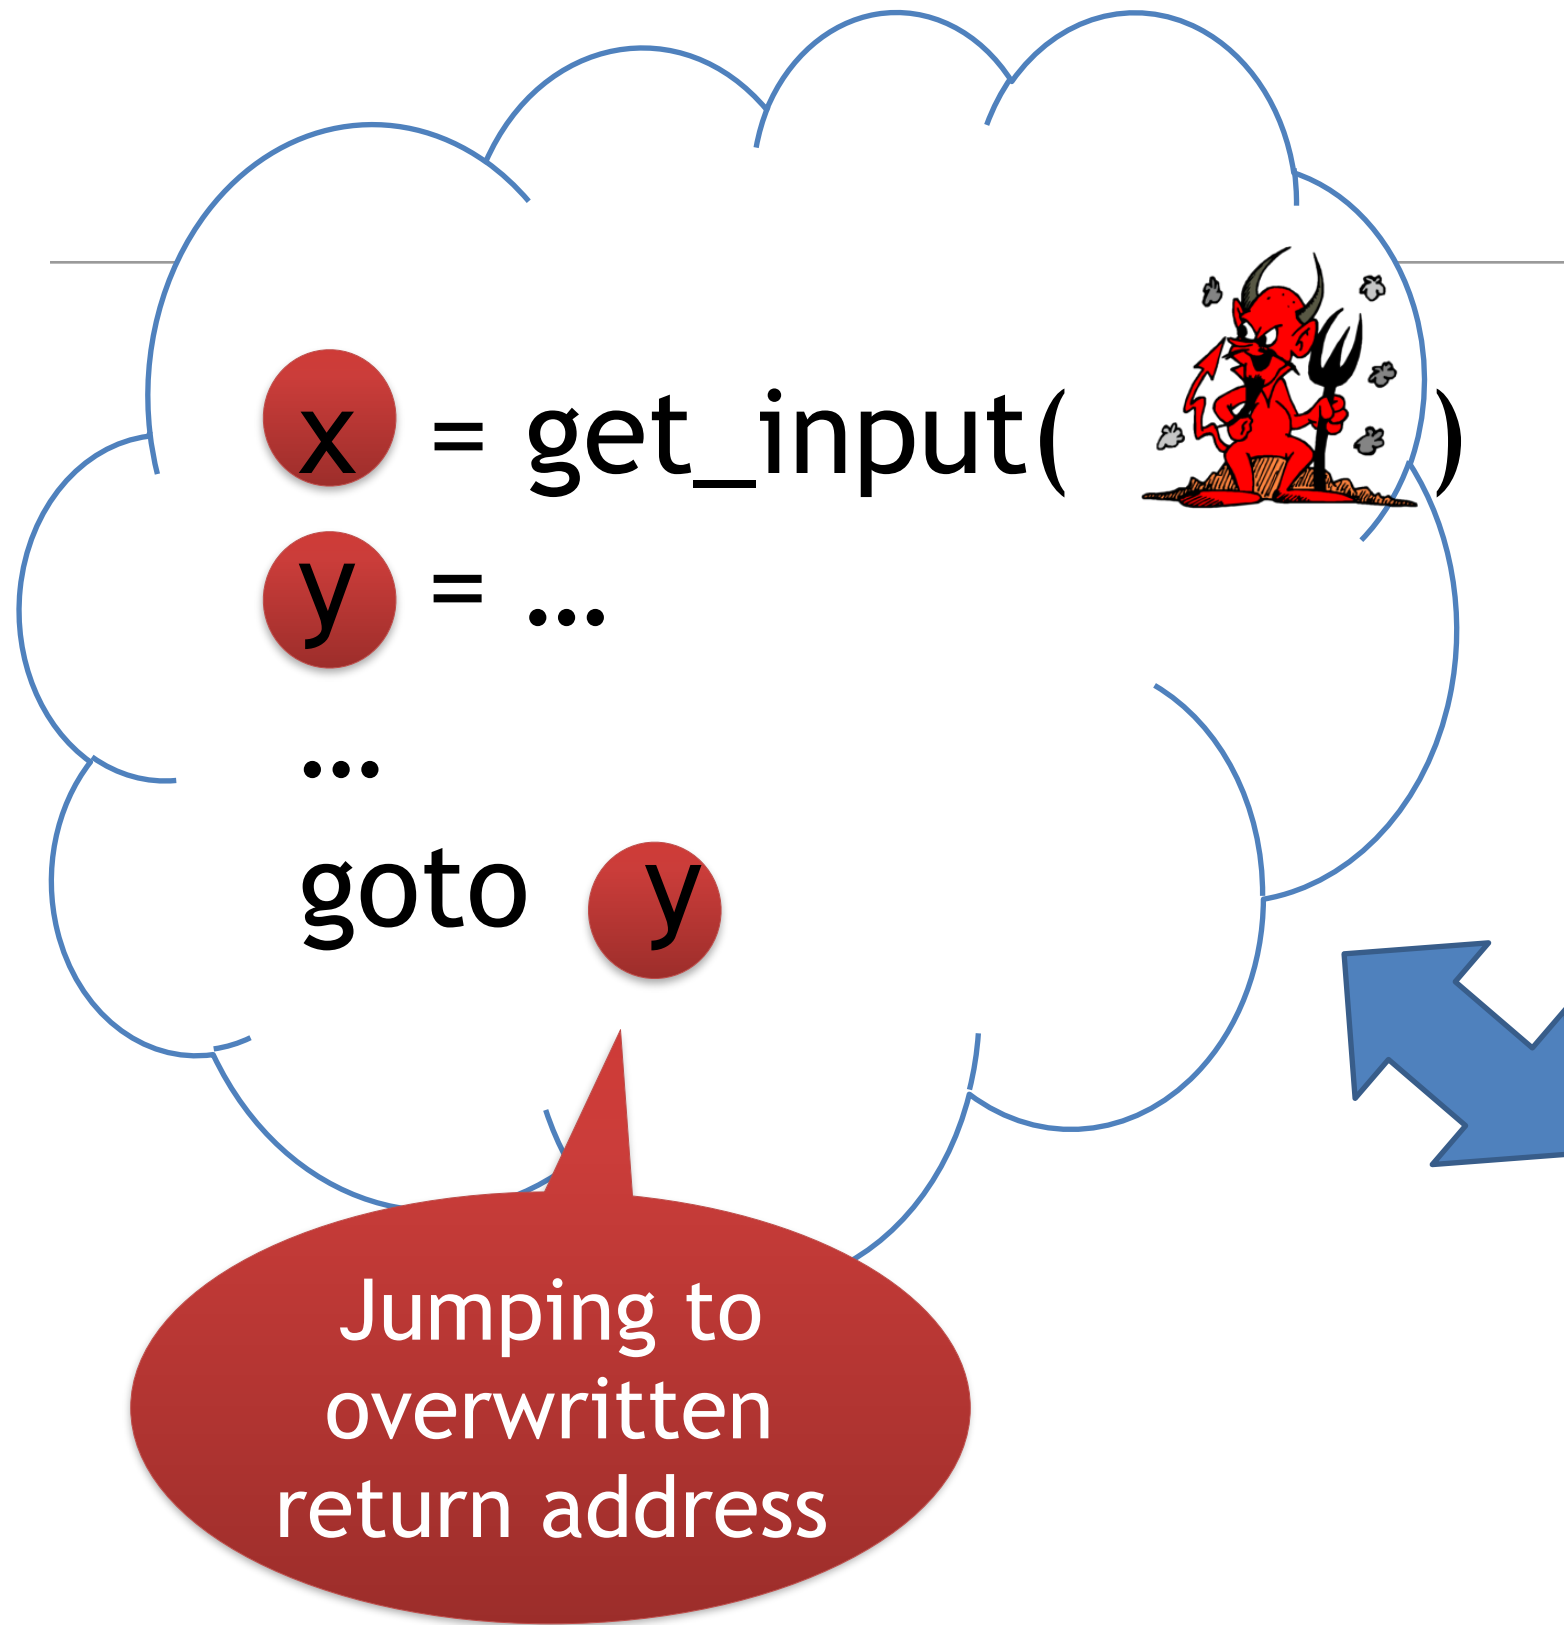 x = get_input( )
y = …
…
goto y
Jumping to
overwritten
return address